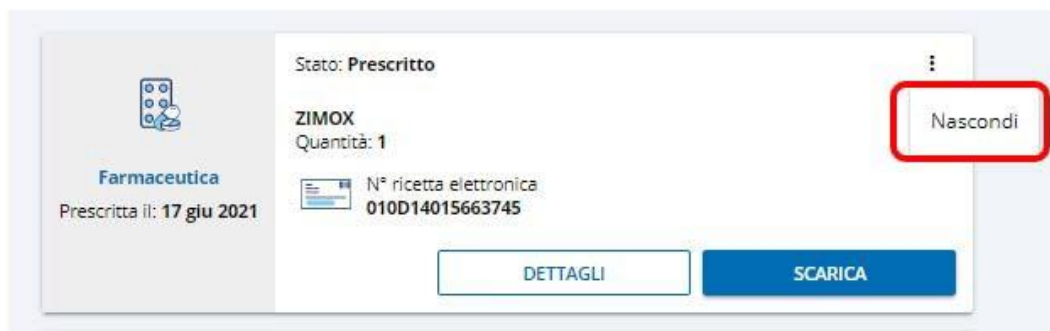 Farmaceutica
Prescritta il: 17 giu 2021
Stato: Prescritto
ZIMOX
Quantità: 1
N° ricetta elettronica
010D14015663745
DETTAGLI
SCARICA
Nascondi